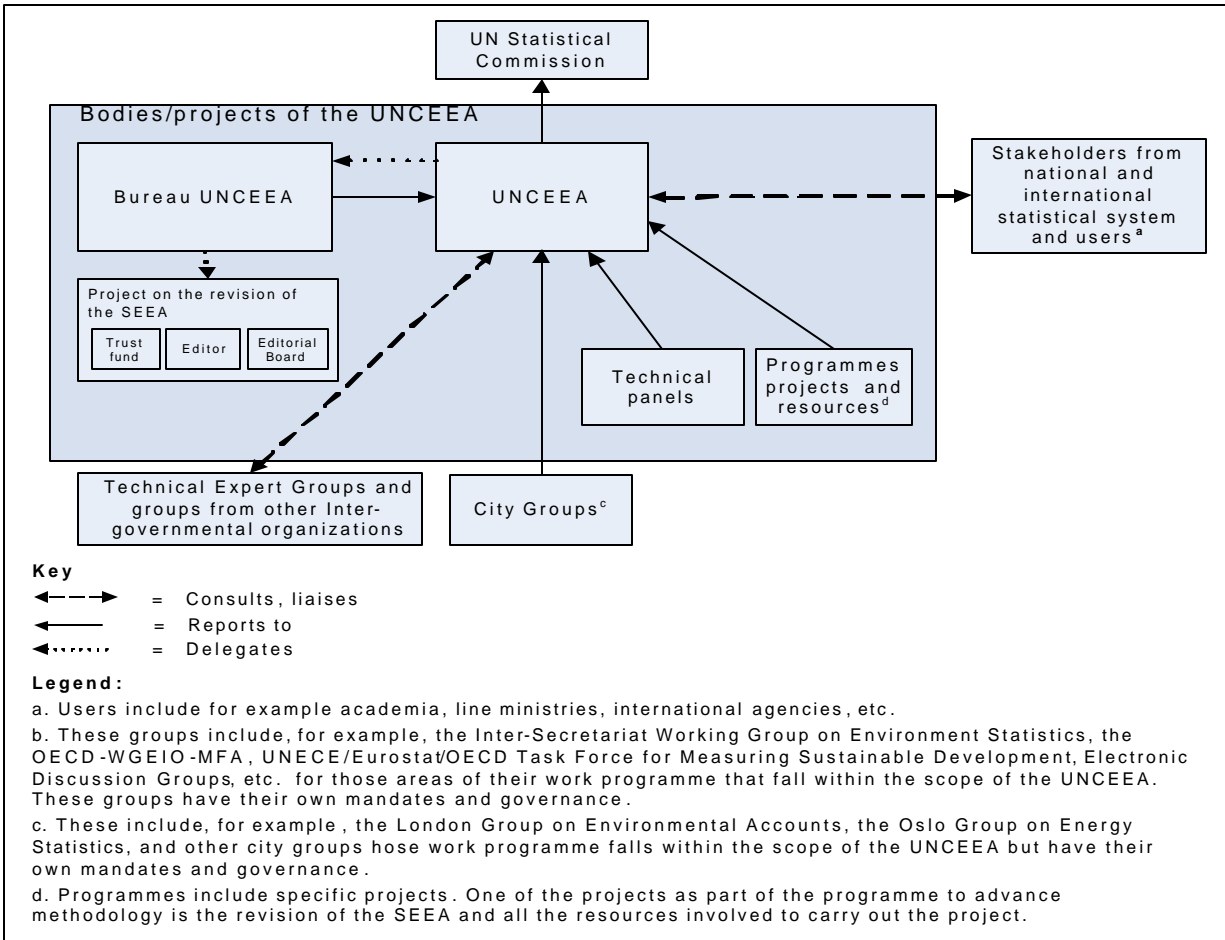 UN Statistical
Commission
Bodies/projects of the UNCEEA
Bureau UNCEEA
UNCEEA
Stakeholders from
national and
international
statistical system
and users a
Project on the revision of
the SEEA
Trust
fund
Editor
Editorial
Board
Technical
panels
Programmes
projects and
resources d
Technical Expert Groups and
groups from other Inter-
governmental organizations
City Groups c
Key
= Consults, liaises
= Reports to
= Delegates
Legend:
a. Users include for example academia, line ministries, international agencies, etc.
b. These groups include, for example, the Inter-Secretariat Working Group on Environment Statistics, the
OECD-WGEIO-MFA, UNECE/Eurostat/OECD Task Force for Measuring Sustainable Development, Electronic
Discussion Groups, etc. for those areas of their work programme that fall within the scope of the UNCEEA.
These groups have their own mandates and governance.
c. These include, for example, the London Group on Environmental Accounts, the Oslo Group on Energy
Statistics, and other city groups hose work programme falls within the scope of the UNCEEA but have their
own mandates and governance.
d. Programmes include specific projects. One of the projects as part of the programme to advance
methodology is the revision of the SEEA and all the resources involved to carry out the project.